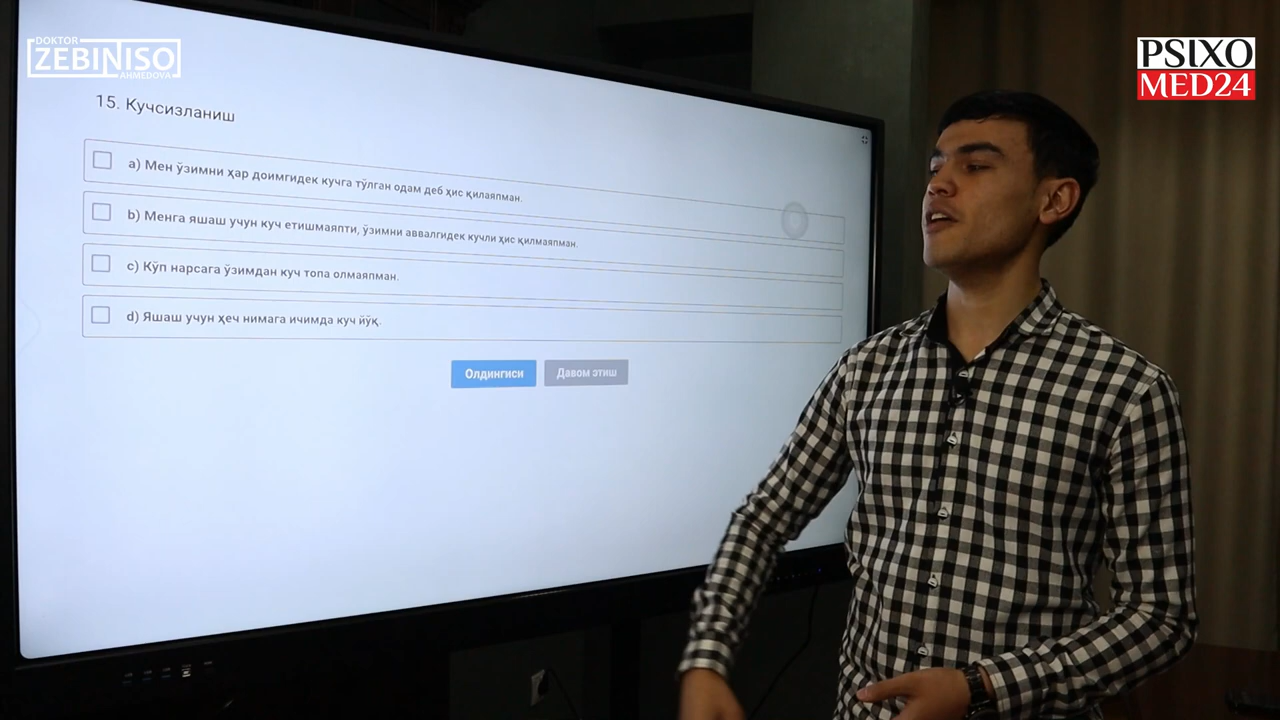 DOKTOR
ZEBINISO
AHMEDOVA
PSIXO
MED24
15. Кучсизланиш
a) Мен ўзимни ҳар доимгидек кучга тўлган одам деб ҳис қилаяпман.
b) Менга яшаш учун куч етишмаяпти, ўзимни аввалгидек кучли ҳис қилмаяпман.
c) Кўп нарсага ўзимдан куч топа олмаяпман.
d) Яшаш учун ҳеч нимага ичимда куч йўқ.
Олдингиси
Давом этиш